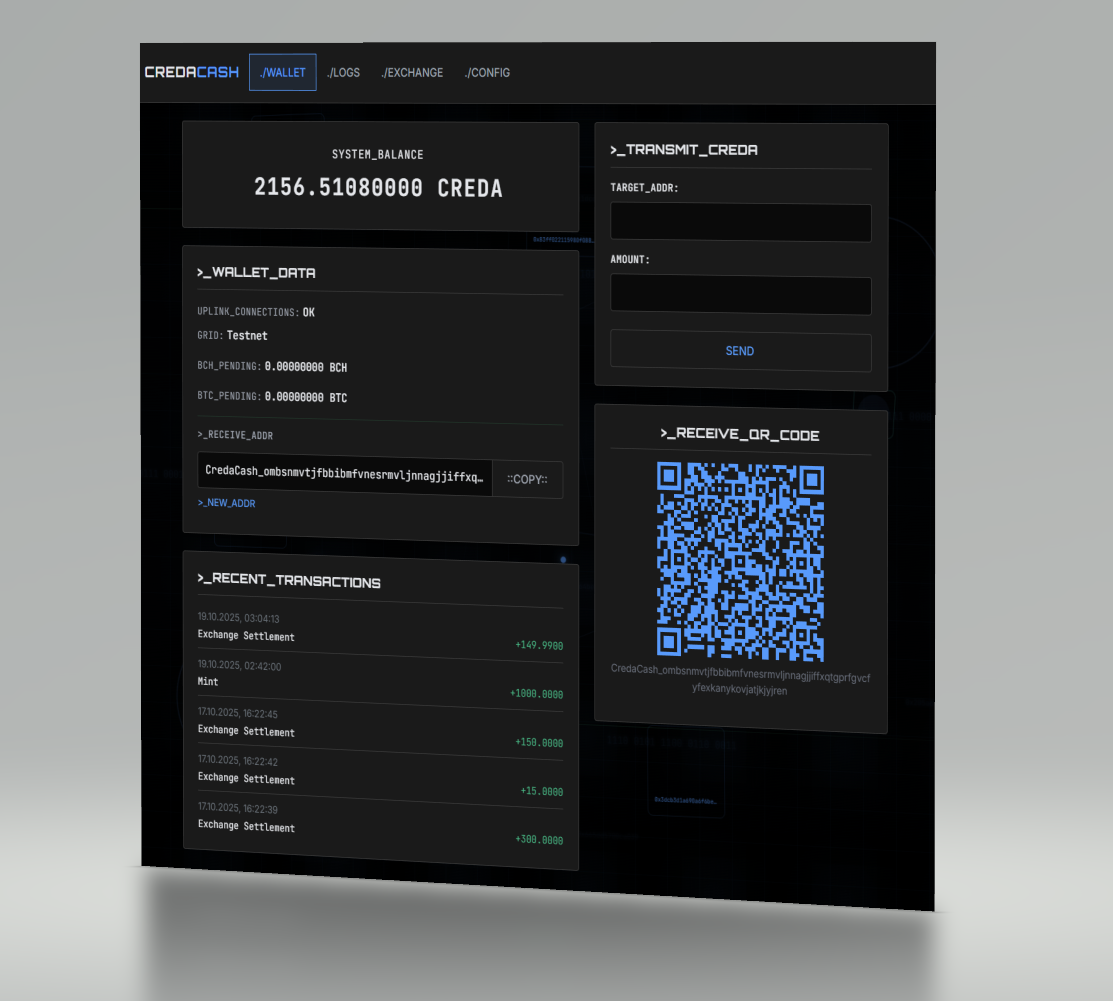 CREDACASH ./WALLET ./LOGS ./EXCHANGE ./CONFIG
SYSTEM_BALANCE
2156.51080000 CREDA
>_WALLET_DATA
UPLINK_CONNECTIONS: OK
GRID: Testnet
BCH_PENDING: 0.00000000 BCH
BTC_PENDING: 0.00000000 BTC
>_RECEIVE_ADDR
CredaCash_ombsnmvtjfbbibmfvnesrmvljnnagjjiffxq… ::COPY::
>_NEW_ADDR
>_RECENT_TRANSACTIONS
19.10.2025, 03:04:13
Exchange Settlement +149.9900
19.10.2025, 02:42:00
Mint +1000.0000
17.10.2025, 16:22:45
Exchange Settlement +150.0000
17.10.2025, 16:22:42
Exchange Settlement +15.0000
17.10.2025, 16:22:39
Exchange Settlement +300.0000
>_TRANSMIT_CREDA
TARGET_ADDR:
AMOUNT:
SEND
>_RECEIVE_QR_CODE
CredaCash_ombsnmvtjfbbibmfvnesrmvljnnagjjiffxqtgprfgvcf
yfexkanykovjatjkjyjren